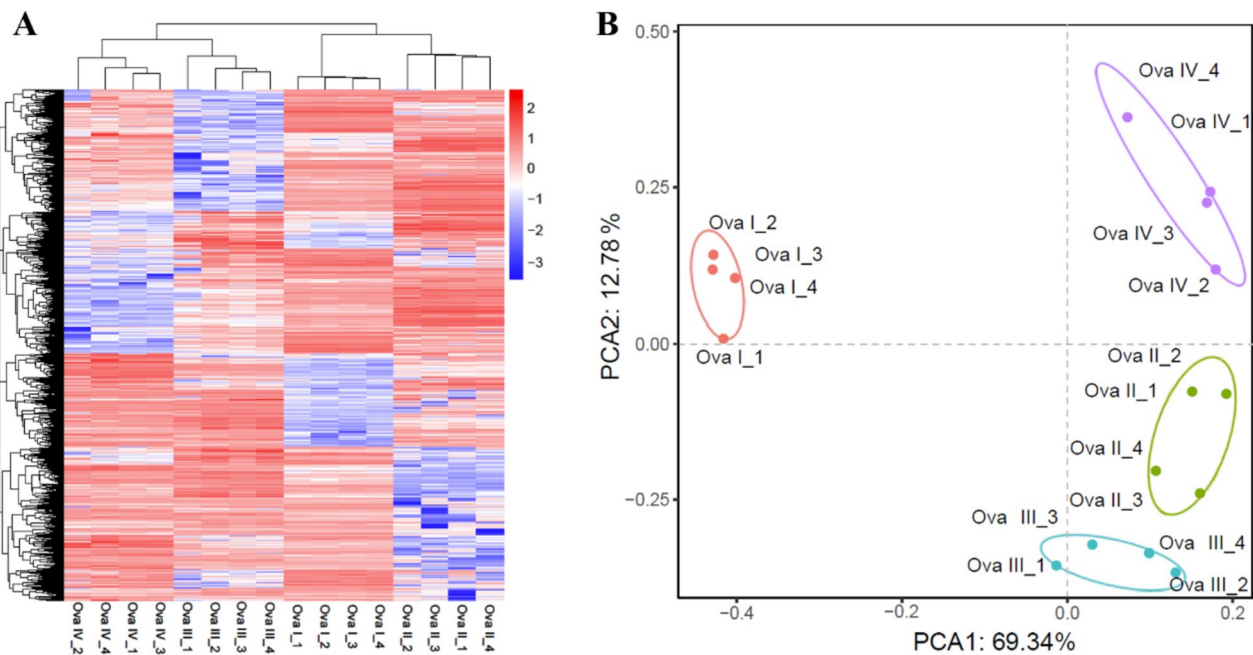 A
2
1
0
−1
−2
−3
Ova IV_2
Ova IV_4
Ova IV_1
Ova IV_3
Ova III_1
Ova III_2
Ova III_3
Ova III_4
Ova I_1
Ova I_2
Ova I_3
Ova I_4
Ova II_2
Ova II_3
Ova II_1
Ova II_4
B
PCA2: 12.78%
0.50
0.25
0.00
−0.25
Ova IV_4
Ova IV_1
Ova IV_3
Ova IV_2
Ova I_2
Ova I_3
Ova I_4
Ova I_1
Ova II_2
Ova II_1
Ova II_4
Ova II_3
Ova III_3
Ova III_4
Ova III_1
Ova III_2
−0.4
−0.2
0.0
0.2
PCA1: 69.34%